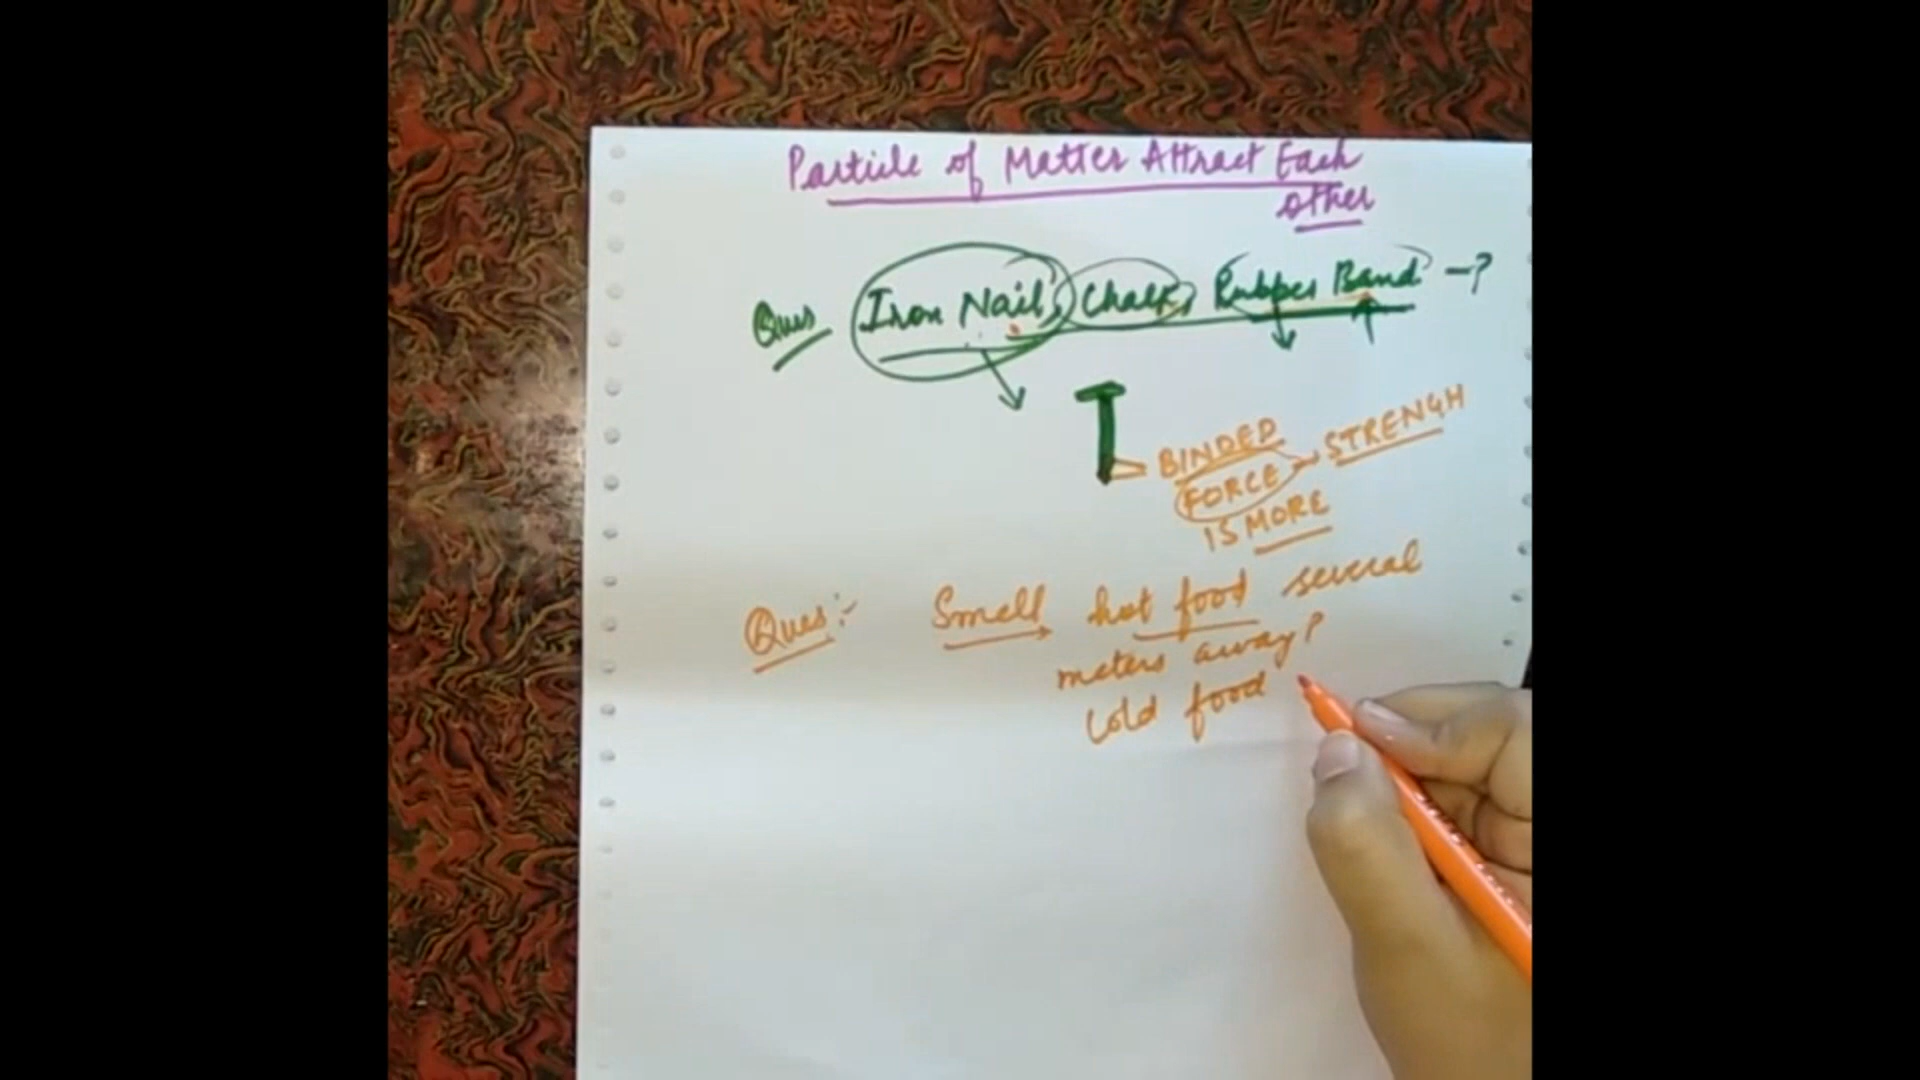 Particle of Matter Attract Each
other
Ques Iron Nail, Chalk, Rubber Band -?
BINDED
FORCE - STRENGH
IS MORE
Ques:- Smell hot food several
meters away?
Cold food